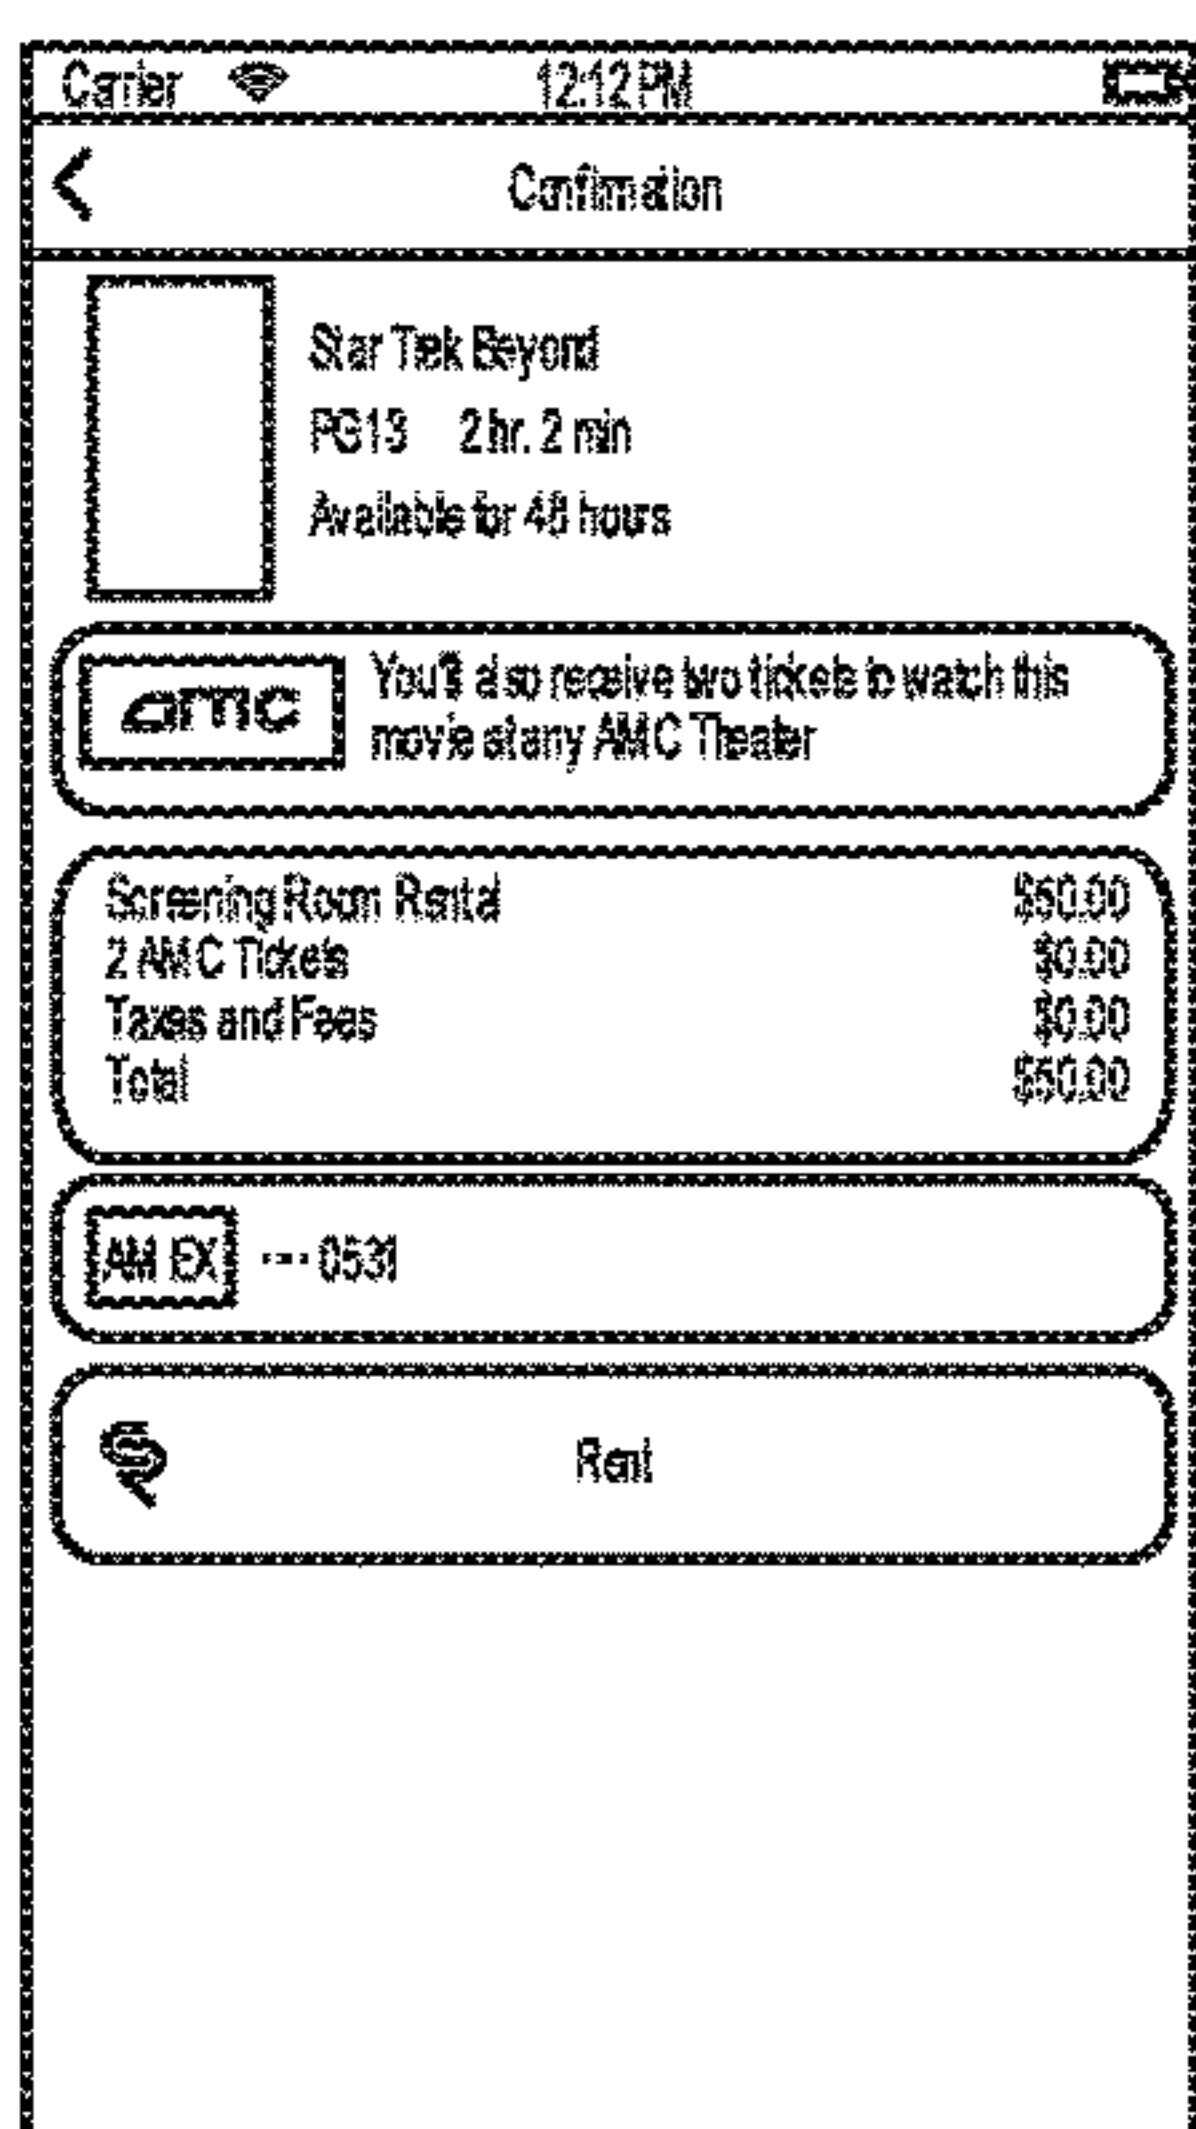 Carrier 12:12 PM
Confirmation
Star Trek Beyond
PG13 2 hr. 2 min
Available for 48 hours
amc You'll also receive two tickets to watch this
movie at any AMC Theater
Screening Room Rental $50.00
2 AMC Tickets $0.00
Taxes and Fees $0.00
Total $50.00
AM EX ---- 0531
Rent